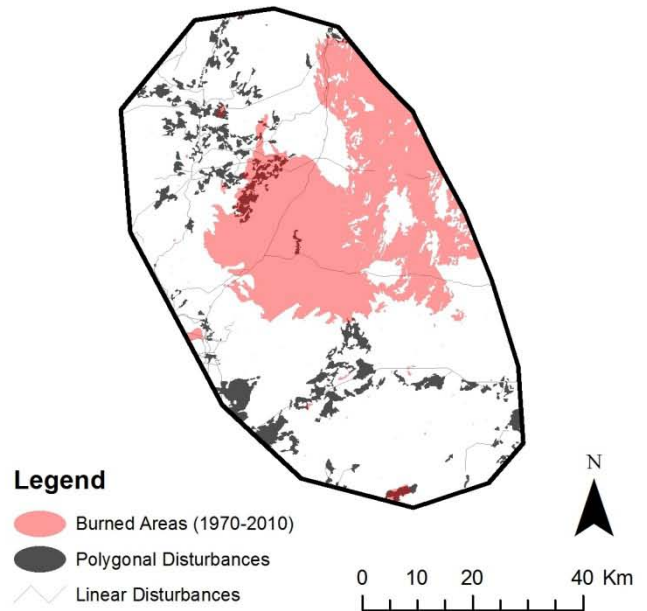 Legend
Burned Areas (1970-2010)
Polygonal Disturbances
Linear Disturbances
N
0 10 20 40 Km